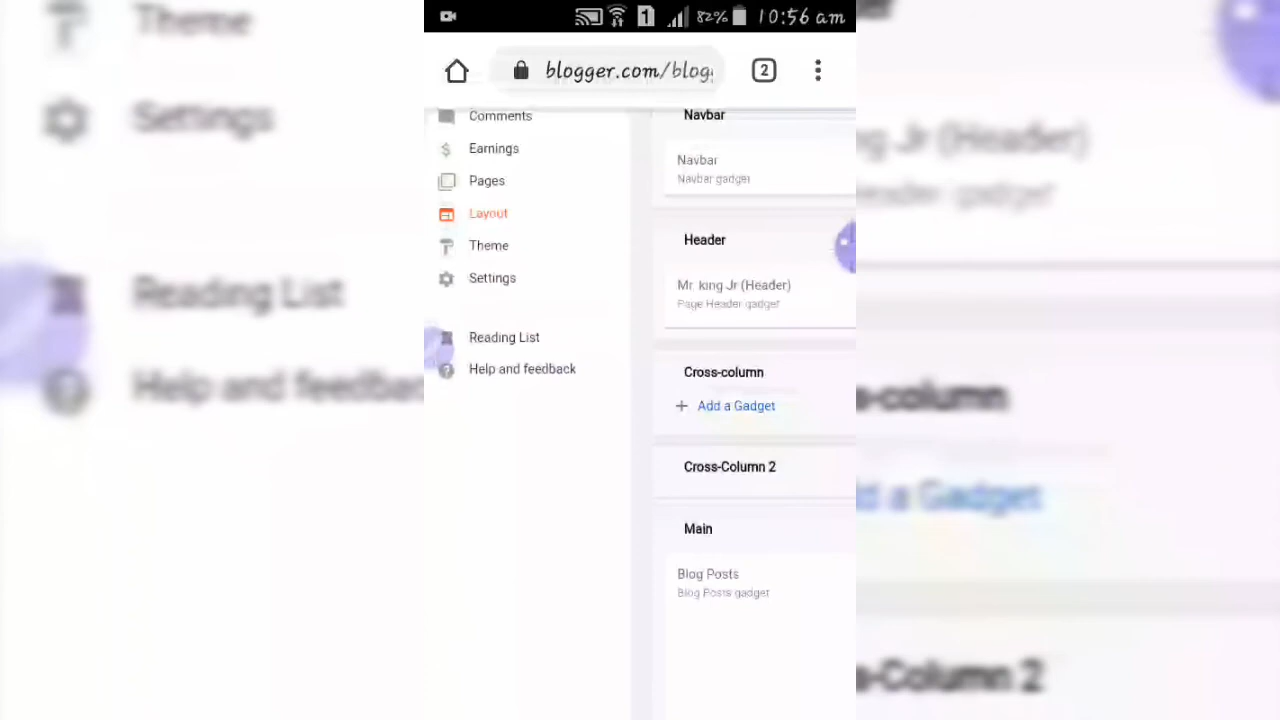 82% 10:56 am
blogger.com/blog
2
Comments
Earnings
Pages
Layout
Theme
Settings
Reading List
Help and feedback
Navbar
Navbar
Navbar gadget
Header
Mr. king Jr (Header)
Page Header gadget
Cross-column
+ Add a Gadget
Cross-Column 2
Main
Blog Posts
Blog Posts gadget
Theme
Settings
Reading List
Help and feedbac
g Jr (Header)
eader gadget
s-column
d a Gadget
s-Column 2